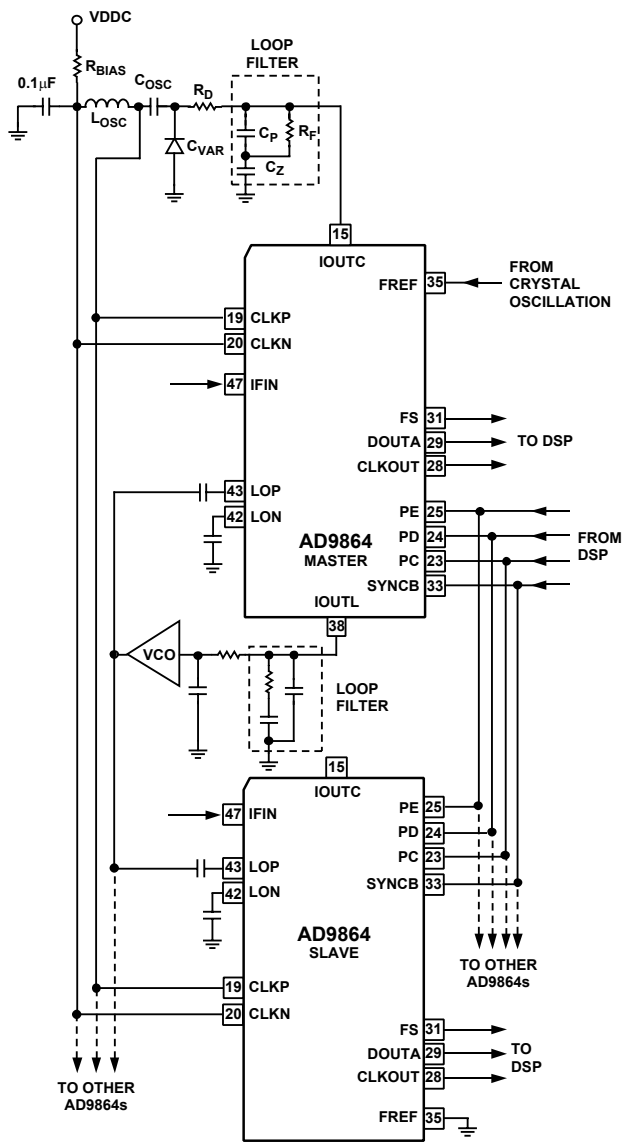 VDDC
RBIAS
0.1µF
COSC
RD
LOOP
FILTER
LOSC
CVAR
CP
RF
CZ
15
IOUTC
FREF 35
FROM
CRYSTAL
OSCILLATION
19 CLKP
20 CLKN
47 IFIN
FS 31
DOUTA 29
TO DSP
CLKOUT 28
43 LOP
42 LON
PE 25
PD 24
FROM
DSP
PC 23
SYNCB 33
AD9864
MASTER
IOUTL
38
VCO
LOOP
FILTER
15
IOUTC
47 IFIN
PE 25
PD 24
PC 23
SYNCB 33
43 LOP
42 LON
AD9864
SLAVE
TO OTHER
AD9864s
19 CLKP
20 CLKN
FS 31
DOUTA 29
CLKOUT 28
TO
DSP
TO OTHER
AD9864s
FREF 35